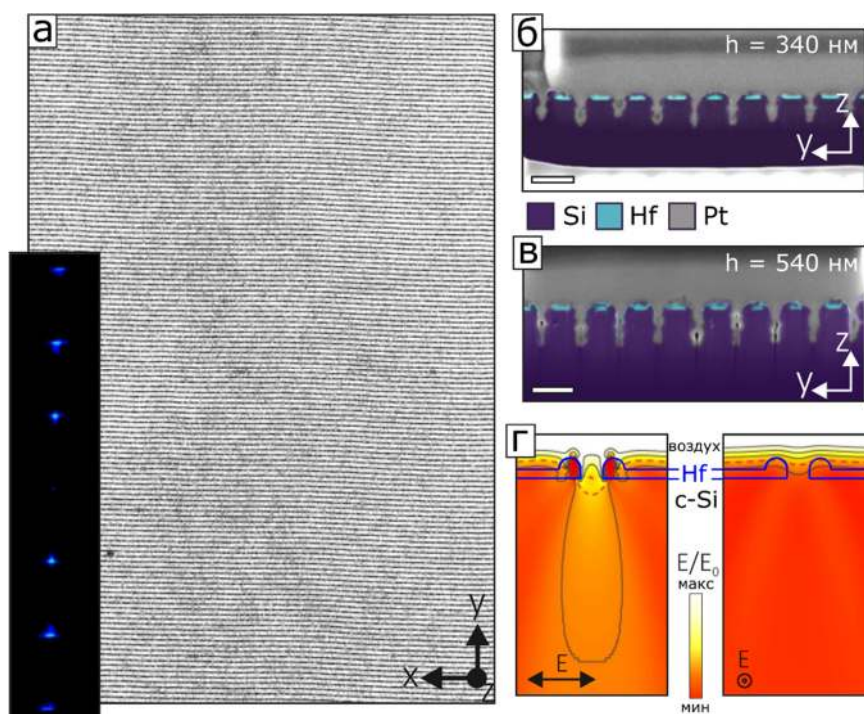 а
y
x
z
б
h = 340 нм
z
y
Si Hf Pt
в
h = 540 нм
z
y
г
воздух
Hf
c-Si
E/E₀
макс
мин
E
E